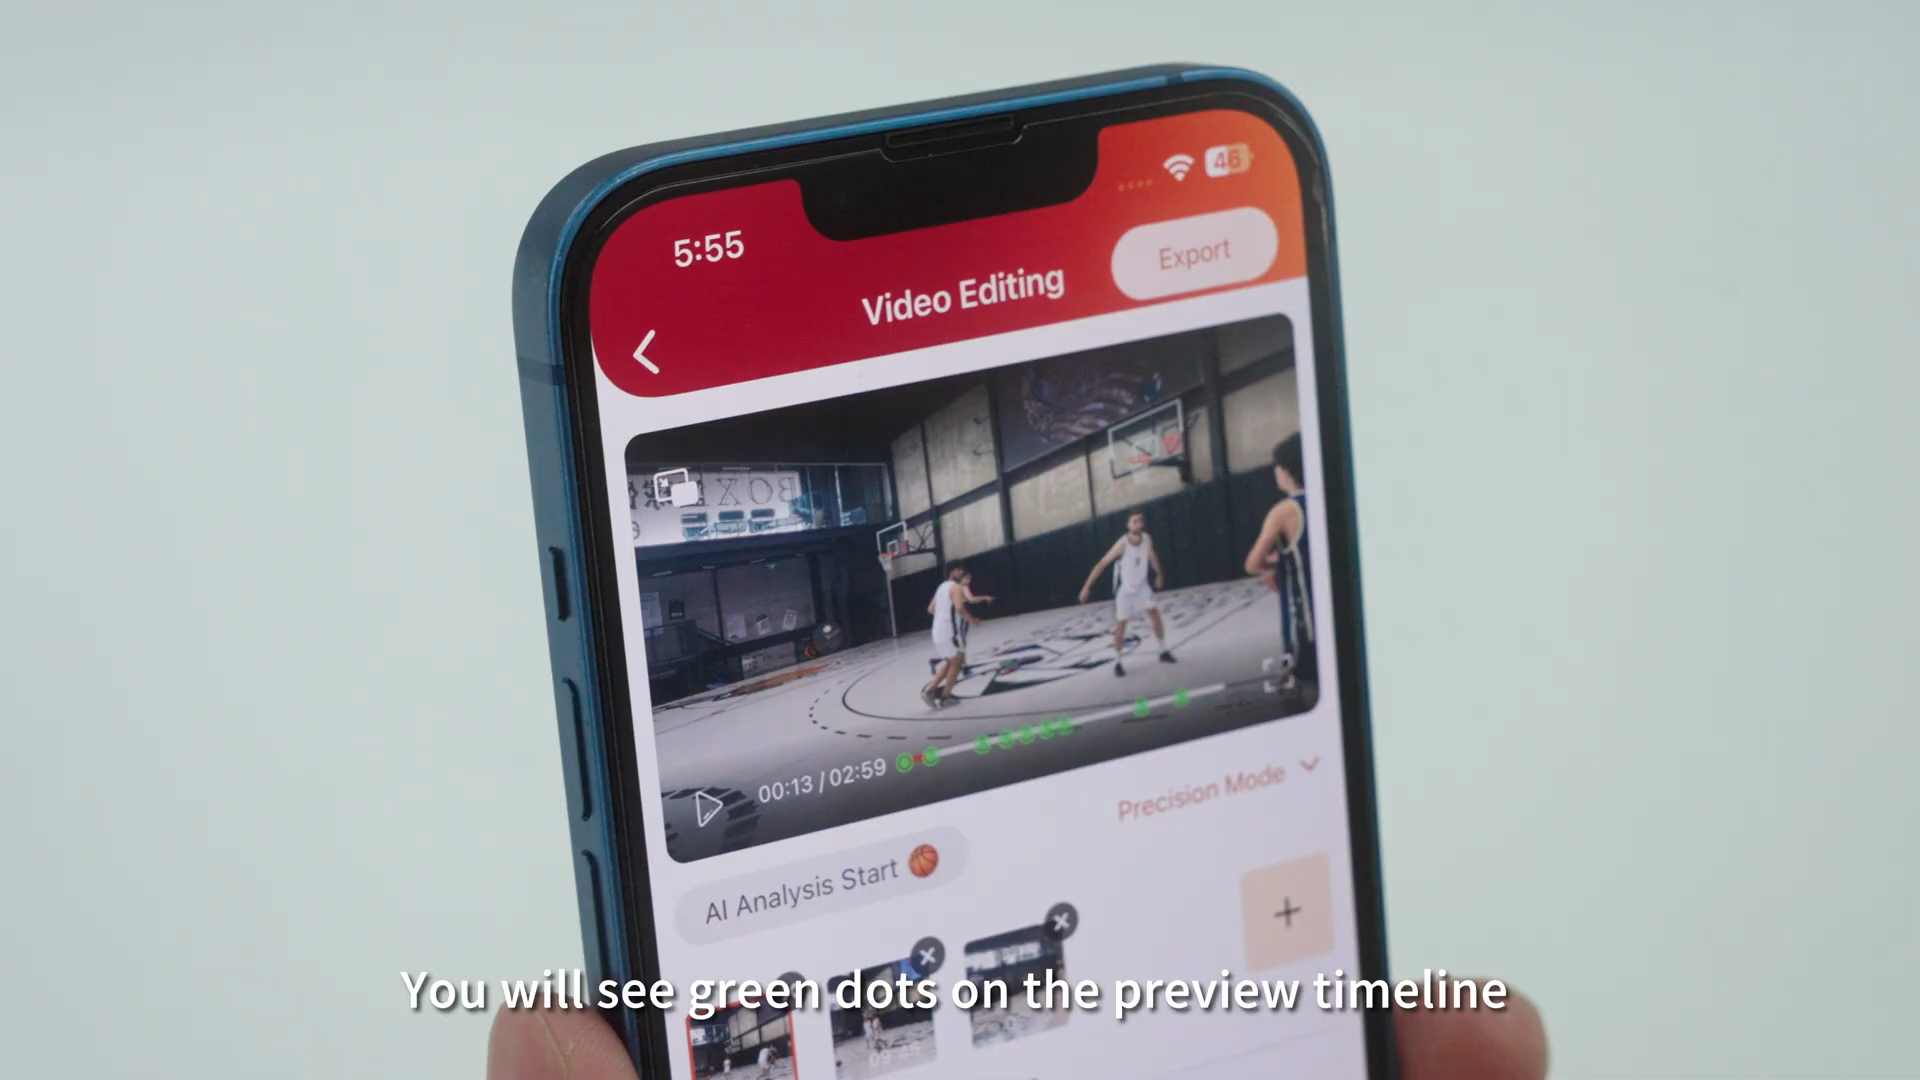 46
5:55
Export
Video Editing
BOX
00:13 / 02:59
Precision Mode
AI Analysis Start
You will see green dots on the preview timeline